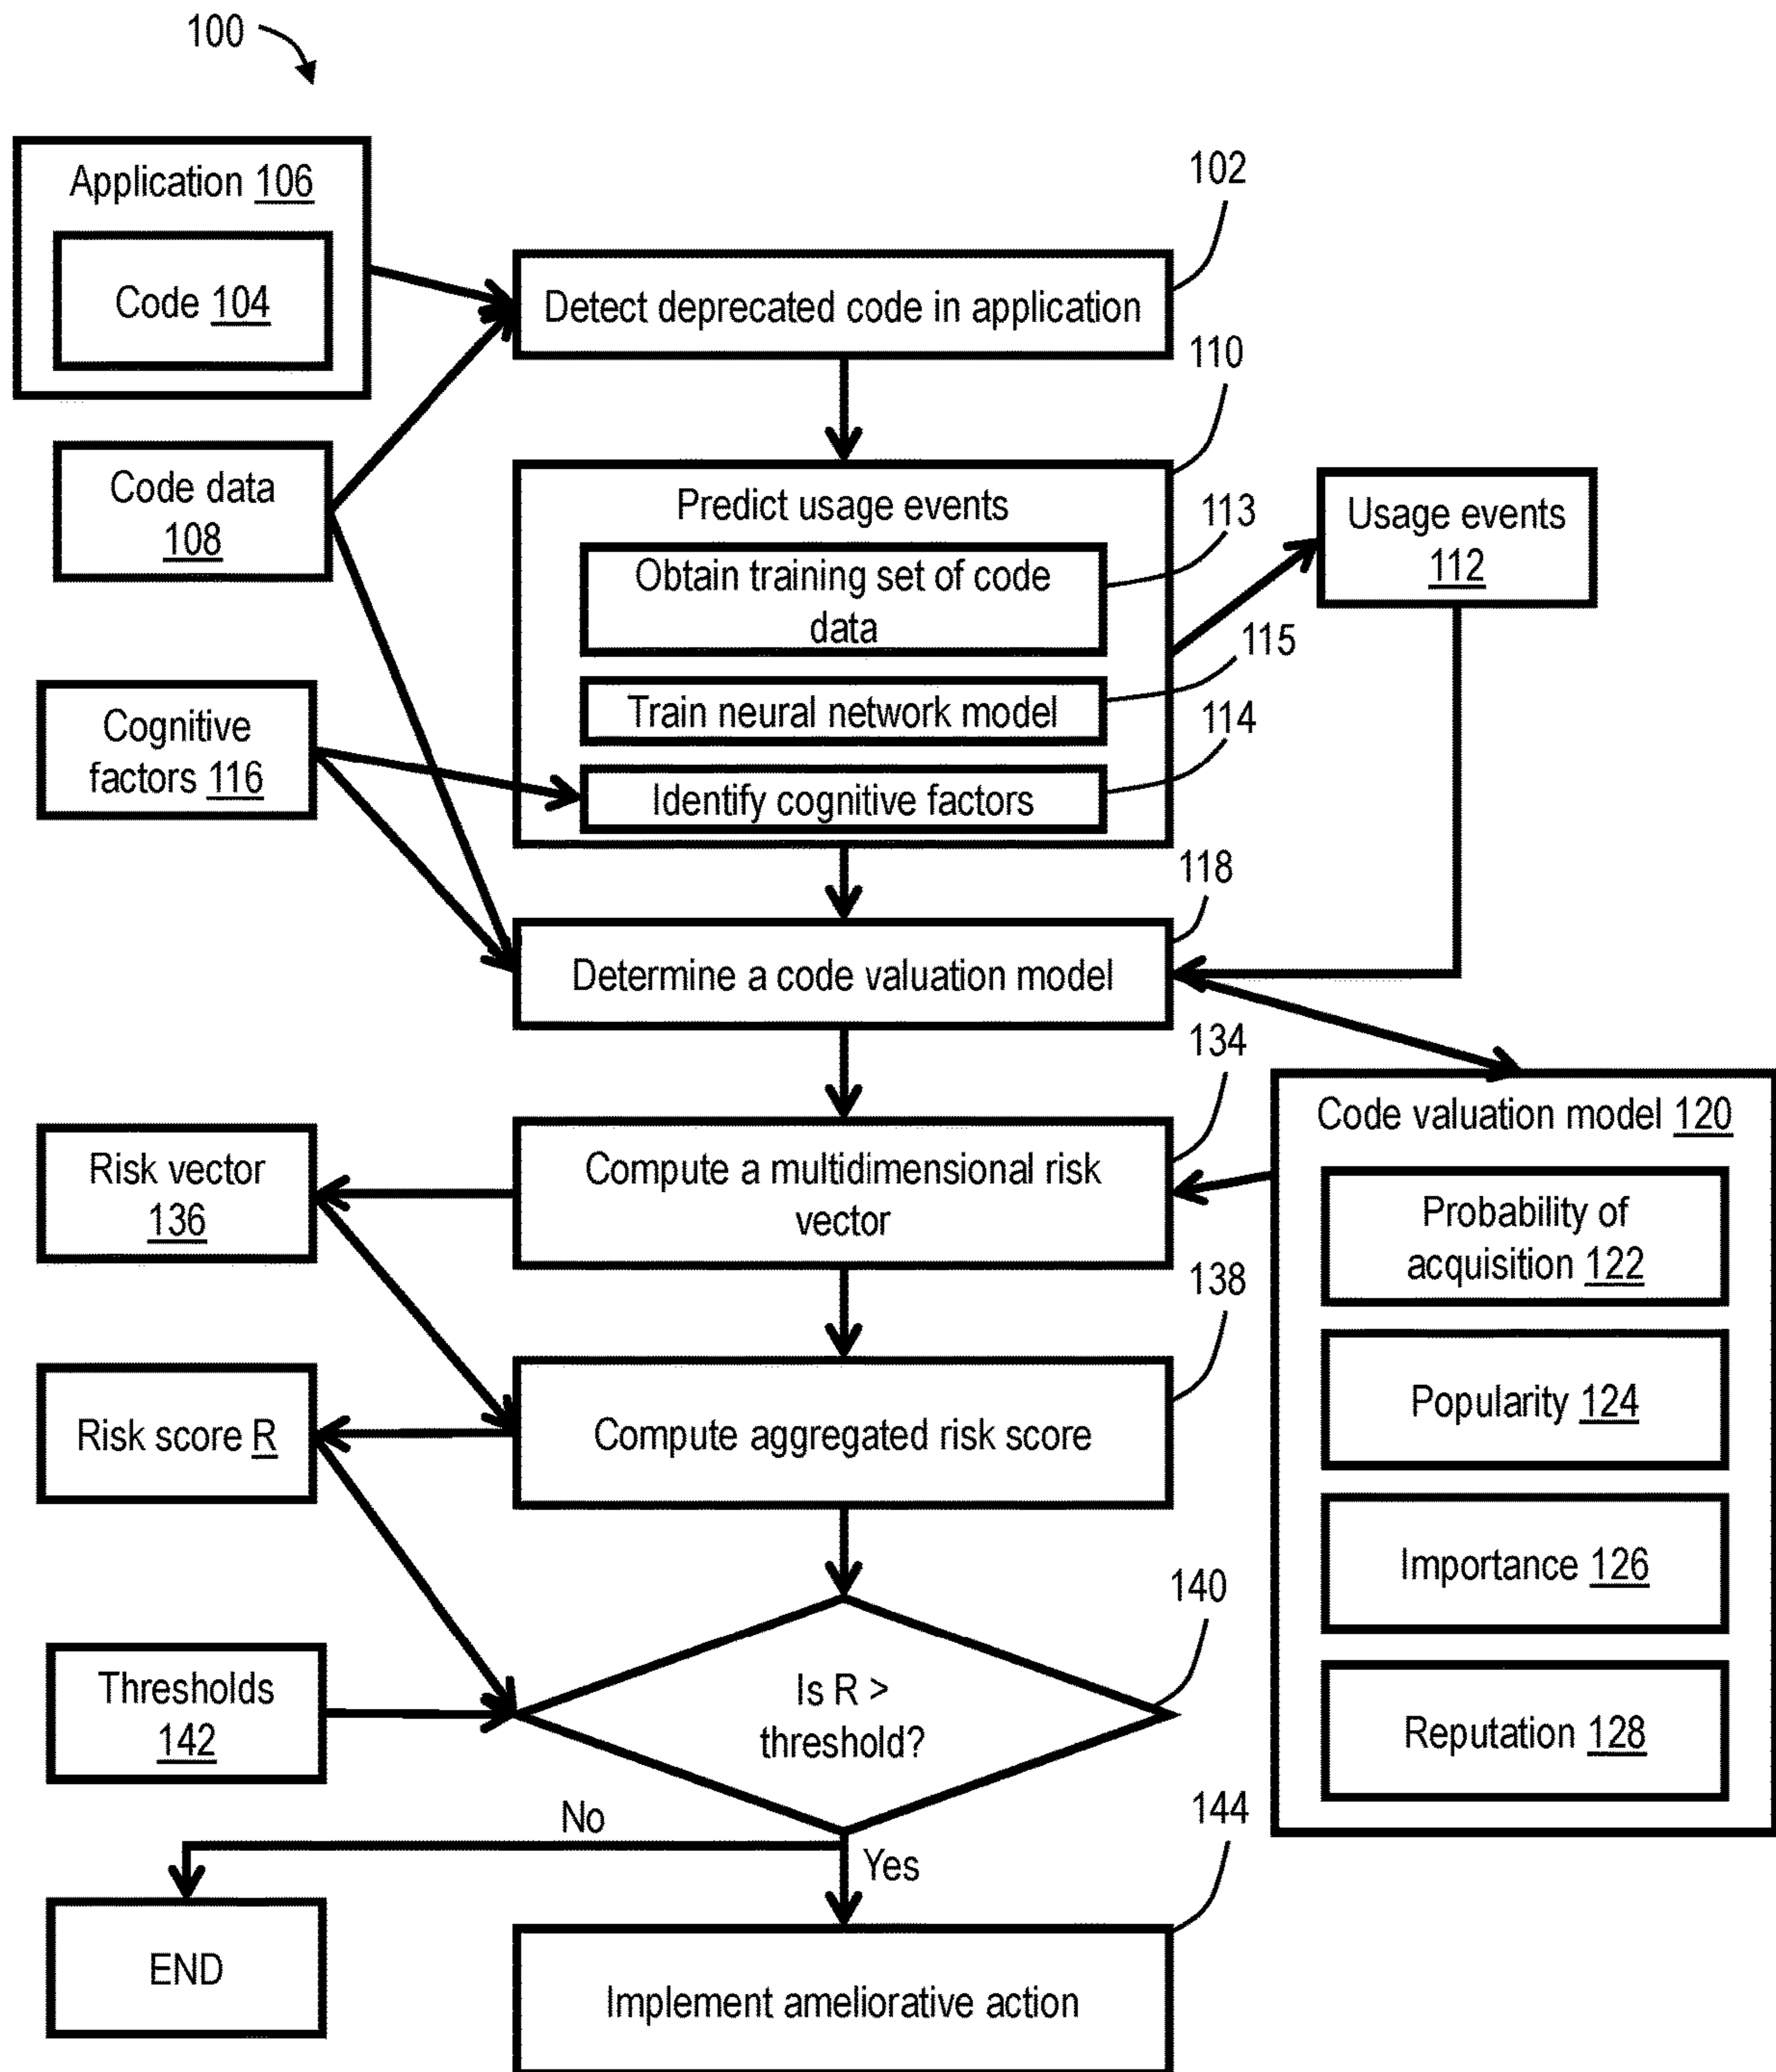 100
Application 106
Code 104
102
Detect deprecated code in application
110
Code data
108
Predict usage events
113
Obtain training set of code
data
115
Train neural network model
114
Identify cognitive factors
Usage events
112
Cognitive
factors 116
118
Determine a code valuation model
134
Compute a multidimensional risk
vector
Risk vector
136
Code valuation model 120
Probability of
acquisition 122
Popularity 124
Importance 126
Reputation 128
138
Compute aggregated risk score
Risk score R
140
Is R >
threshold?
Thresholds
142
No
Yes
144
END
Implement ameliorative action